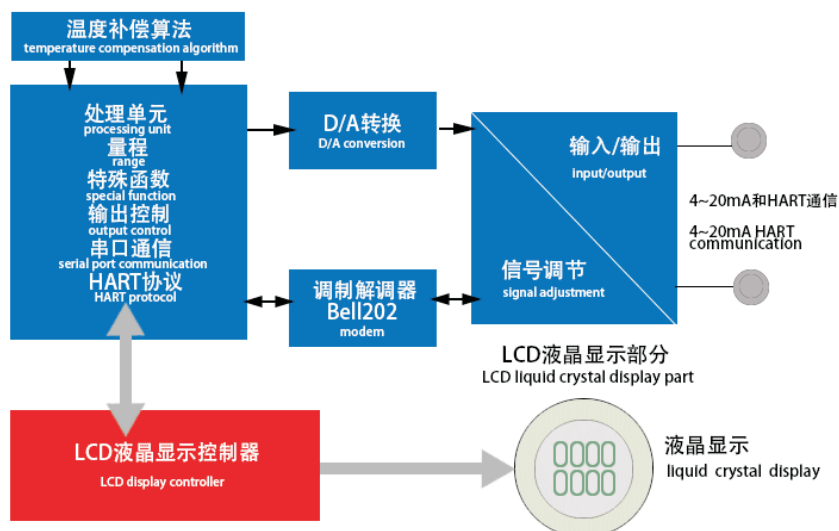 温度补偿算法
temperature compensation algorithm
处理单元
processing unit
量程
range
特殊函数
special function
输出控制
output control
串口通信
serial port communication
HART协议
HART protocol
D/A转换
D/A conversion
调制解调器
Bell202
modem
输入/输出
input/output
信号调节
signal adjustment
4~20mA和HART通信
4~20mA HART
communication
LCD液晶显示部分
LCD liquid crystal display part
LCD液晶显示控制器
LCD display controller
0000
0000
液晶显示
liquid crystal display